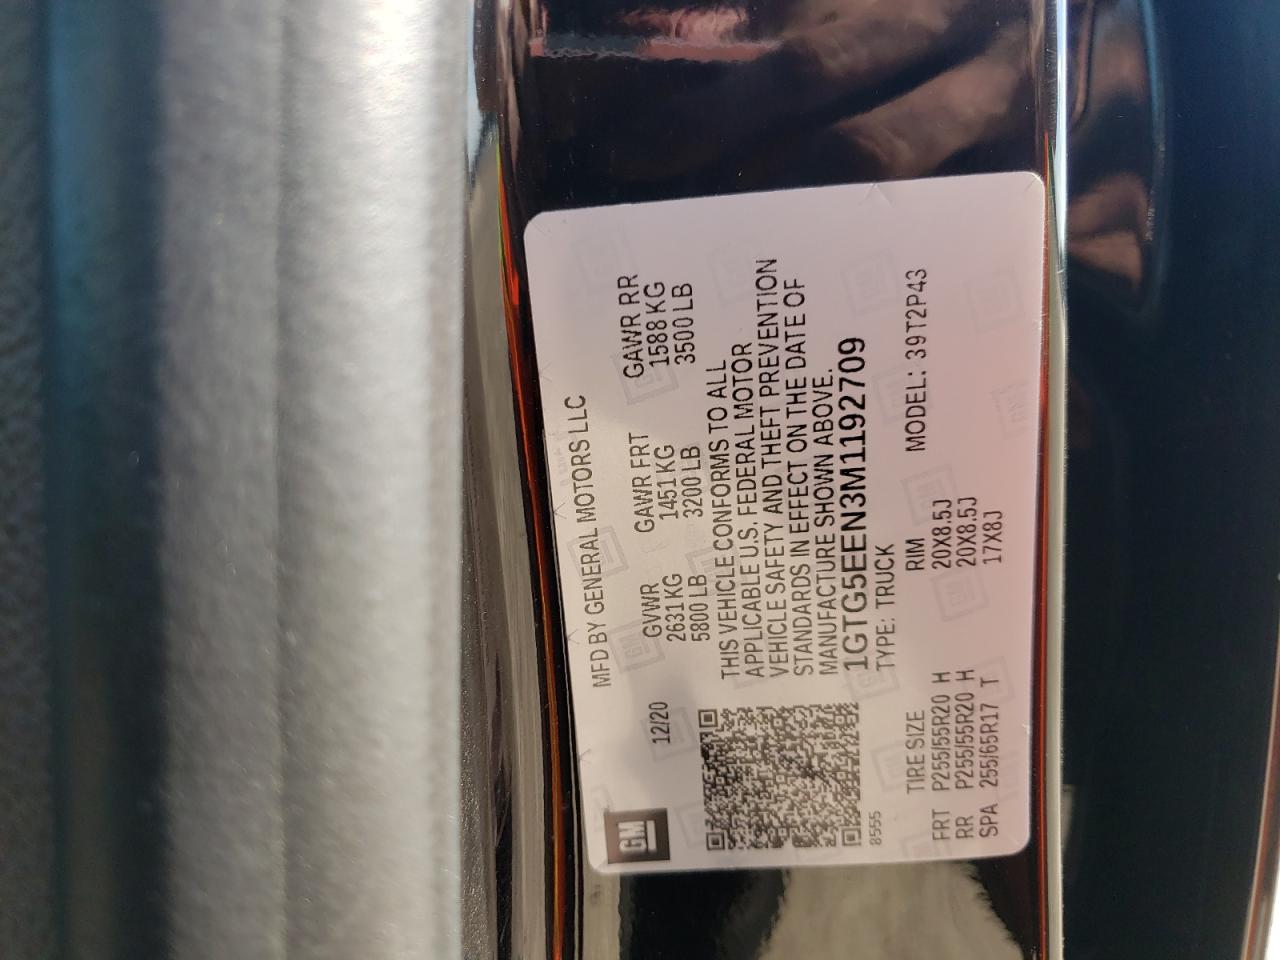 GM
MFD BY GENERAL MOTORS LLC
12/20
GVWR GAWR FRT GAWR RR
2631 KG 1451 KG 1588 KG
5800 LB 3200 LB 3500 LB
THIS VEHICLE CONFORMS TO ALL
APPLICABLE U.S. FEDERAL MOTOR
VEHICLE SAFETY AND THEFT PREVENTION
STANDARDS IN EFFECT ON THE DATE OF
MANUFACTURE SHOWN ABOVE.
1GTG5EEN3M1192709
8555
TYPE: TRUCK
TIRE SIZE RIM MODEL: 39T2P43
FRT P255/55R20 H 20X8.5J
RR P255/55R20 H 20X8.5J
SPA 255/65R17 T 17X8J